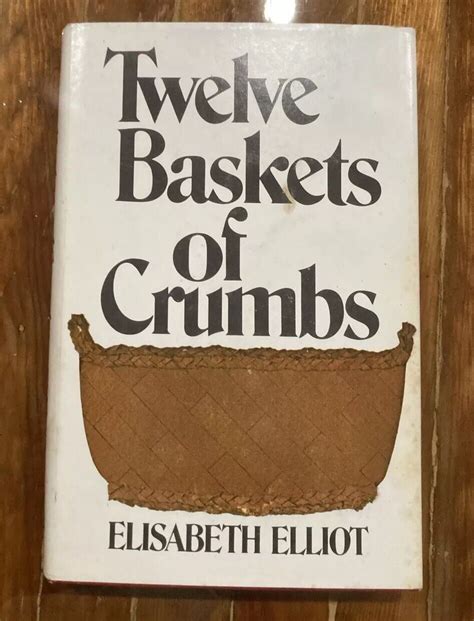 Twelve
Baskets
of
Crumbs
ELISABETH ELLIOT